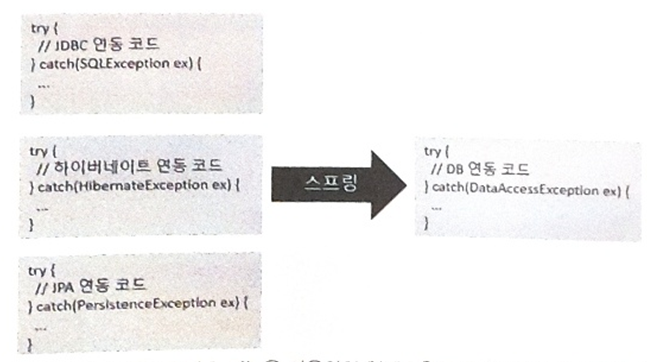 try {
// JDBC 연동 코드
} catch(SQLException ex) {
...
}
try {
// 하이버네이트 연동 코드
} catch(HibernateException ex) {
...
}
try {
// JPA 연동 코드
} catch(PersistenceException ex) {
...
}
스프링
try {
// DB 연동 코드
} catch(DataAccessException ex) {
...
}